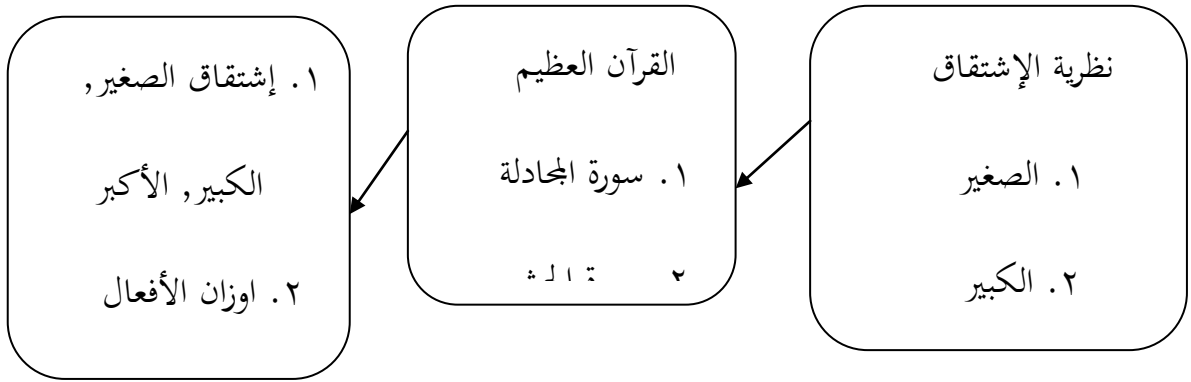 نظرية الإشتقاق
١. الصغير
٢. الكبير
القرآن العظيم
١. سورة المجادلة
٢.
١. إشتقاق الصغير,
الكبير, الأكبر
٢. اوزان الأفعال